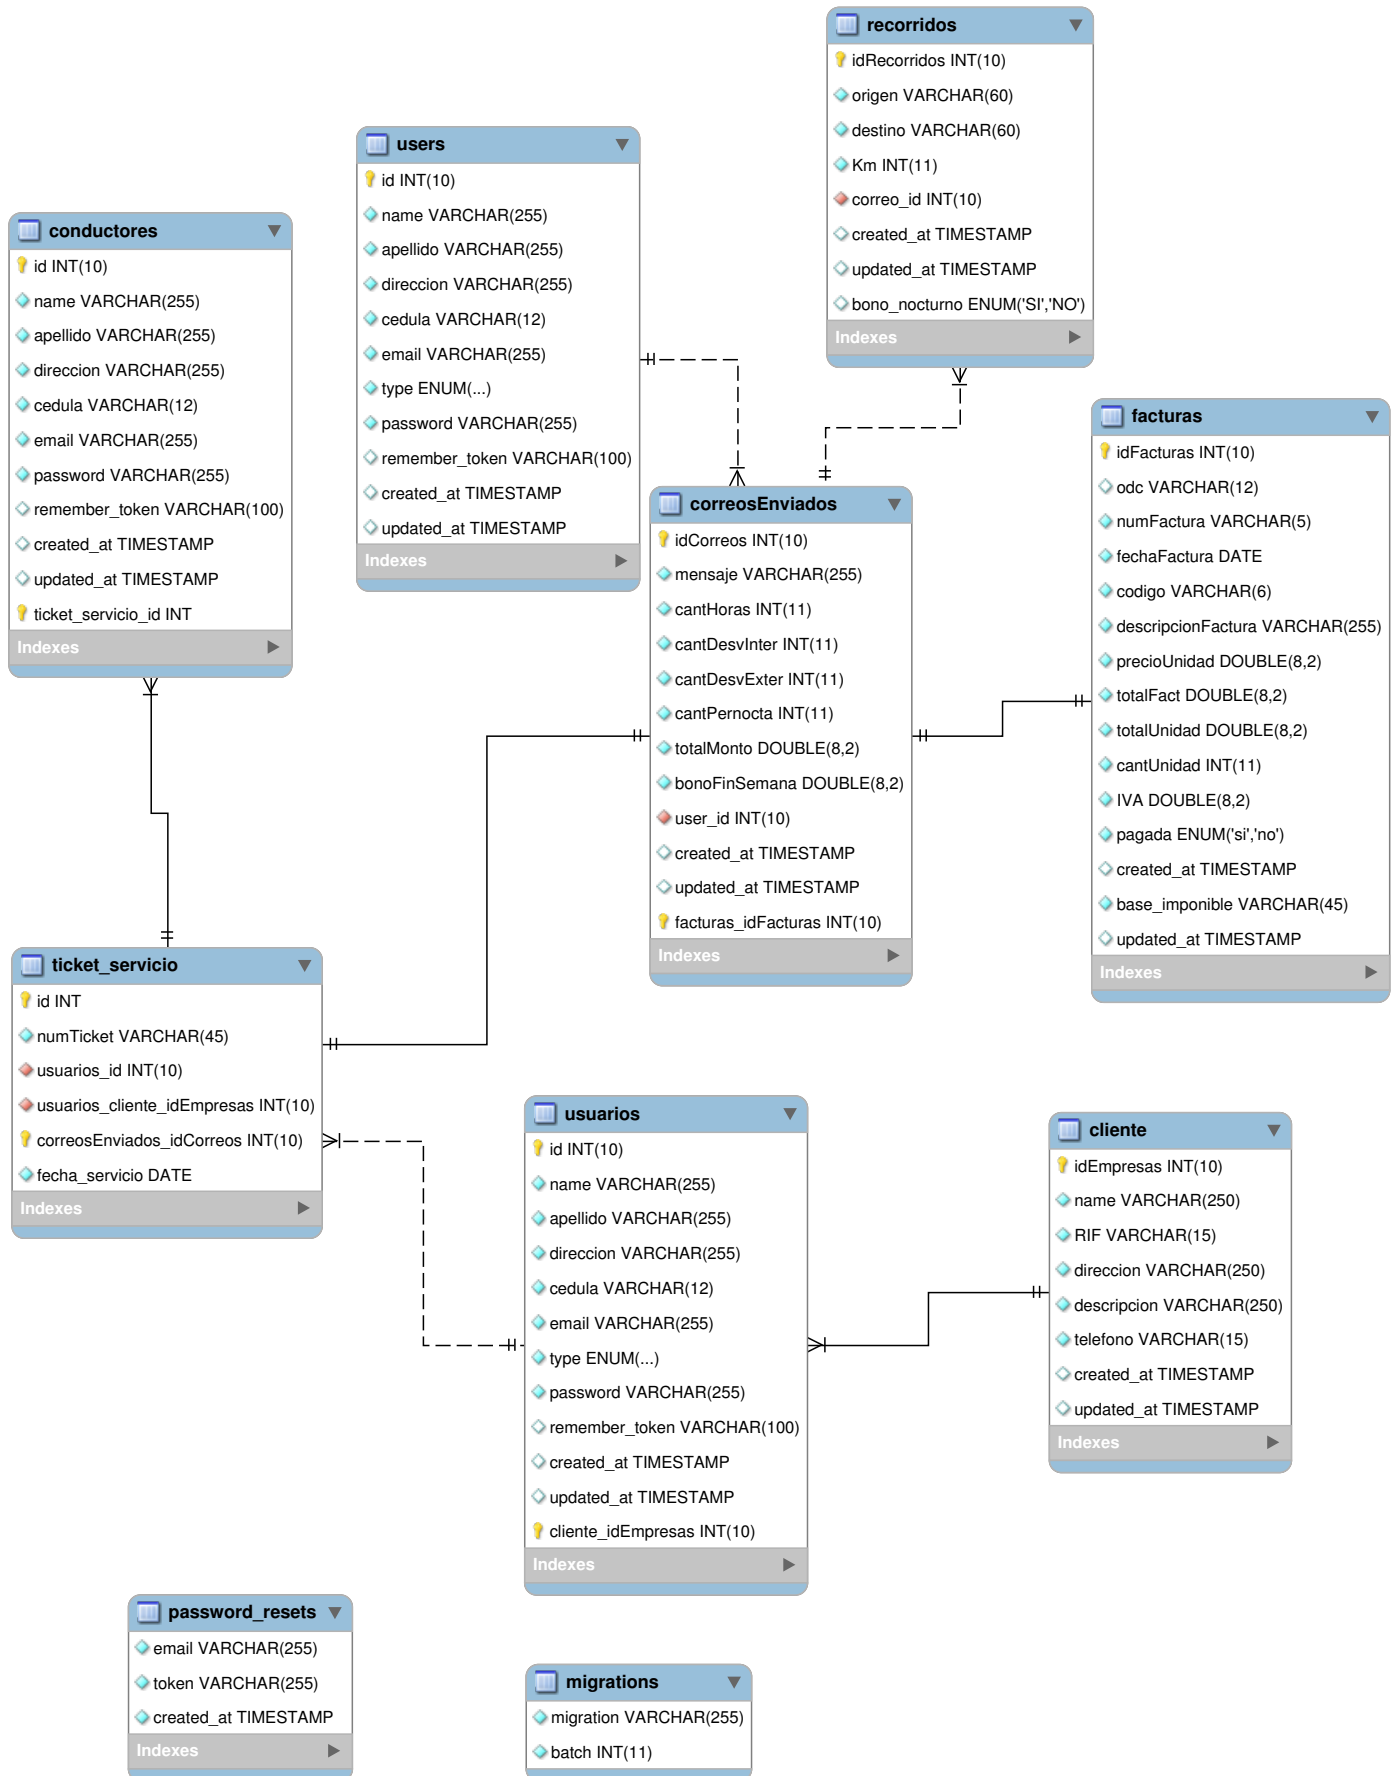 recorridos
idRecorridos INT(10)
origen VARCHAR(60)
destino VARCHAR(60)
Km INT(11)
correo_id INT(10)
created_at TIMESTAMP
updated_at TIMESTAMP
bono_nocturno ENUM('SI','NO')
Indexes
users
id INT(10)
name VARCHAR(255)
apellido VARCHAR(255)
direccion VARCHAR(255)
cedula VARCHAR(12)
email VARCHAR(255)
type ENUM(...)
password VARCHAR(255)
remember_token VARCHAR(100)
created_at TIMESTAMP
updated_at TIMESTAMP
Indexes
conductores
id INT(10)
name VARCHAR(255)
apellido VARCHAR(255)
direccion VARCHAR(255)
cedula VARCHAR(12)
email VARCHAR(255)
password VARCHAR(255)
remember_token VARCHAR(100)
created_at TIMESTAMP
updated_at TIMESTAMP
ticket_servicio_id INT
Indexes
facturas
idFacturas INT(10)
odc VARCHAR(12)
numFactura VARCHAR(5)
fechaFactura DATE
codigo VARCHAR(6)
descripcionFactura VARCHAR(255)
precioUnidad DOUBLE(8,2)
totalFact DOUBLE(8,2)
totalUnidad DOUBLE(8,2)
cantUnidad INT(11)
IVA DOUBLE(8,2)
pagada ENUM('si','no')
created_at TIMESTAMP
base_imponible VARCHAR(45)
updated_at TIMESTAMP
Indexes
correosEnviados
idCorreos INT(10)
mensaje VARCHAR(255)
cantHoras INT(11)
cantDesvInter INT(11)
cantDesvExter INT(11)
cantPernocta INT(11)
totalMonto DOUBLE(8,2)
bonoFinSemana DOUBLE(8,2)
user_id INT(10)
created_at TIMESTAMP
updated_at TIMESTAMP
facturas_idFacturas INT(10)
Indexes
ticket_servicio
id INT
numTicket VARCHAR(45)
usuarios_id INT(10)
usuarios_cliente_idEmpresas INT(10)
correosEnviados_idCorreos INT(10)
fecha_servicio DATE
Indexes
usuarios
id INT(10)
name VARCHAR(255)
apellido VARCHAR(255)
direccion VARCHAR(255)
cedula VARCHAR(12)
email VARCHAR(255)
type ENUM(...)
password VARCHAR(255)
remember_token VARCHAR(100)
created_at TIMESTAMP
updated_at TIMESTAMP
cliente_idEmpresas INT(10)
Indexes
cliente
idEmpresas INT(10)
name VARCHAR(250)
RIF VARCHAR(15)
direccion VARCHAR(250)
descripcion VARCHAR(250)
telefono VARCHAR(15)
created_at TIMESTAMP
updated_at TIMESTAMP
Indexes
password_resets
email VARCHAR(255)
token VARCHAR(255)
created_at TIMESTAMP
Indexes
migrations
migration VARCHAR(255)
batch INT(11)